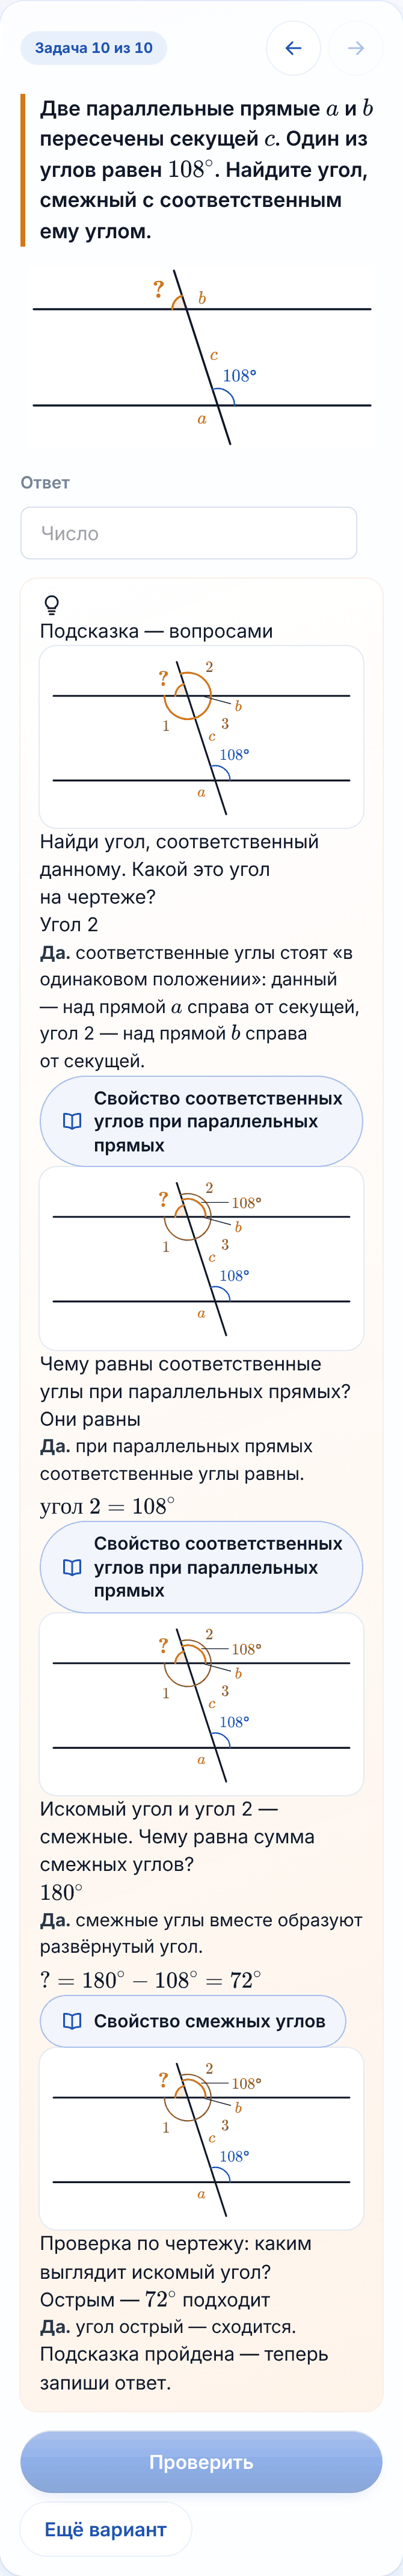 Задача 10 из 10
Две параллельные прямые a и b
пересечены секущей c. Один из
углов равен 108°. Найдите угол,
смежный с соответственным
ему углом.
?
b
c
108°
a
Ответ
Число
Подсказка — вопросами
2
?
b
1
3
c
108°
a
Найди угол, соответственный
данному. Какой это угол
на чертеже?
Угол 2
Да. соответственные углы стоят «в
одинаковом положении»: данный
— над прямой a справа от секущей,
угол 2 — над прямой b справа
от секущей.
Свойство соответственных
углов при параллельных
прямых
2
?
108°
b
1
3
c
108°
a
Чему равны соответственные
углы при параллельных прямых?
Они равны
Да. при параллельных прямых
соответственные углы равны.
угол 2 = 108°
Свойство соответственных
углов при параллельных
прямых
2
?
108°
b
1
3
c
108°
a
Искомый угол и угол 2 —
смежные. Чему равна сумма
смежных углов?
180°
Да. смежные углы вместе образуют
развёрнутый угол.
? = 180° − 108° = 72°
Свойство смежных углов
2
?
108°
b
1
3
c
108°
a
Проверка по чертежу: каким
выглядит искомый угол?
Острым — 72° подходит
Да. угол острый — сходится.
Подсказка пройдена — теперь
запиши ответ.
Проверить
Ещё вариант